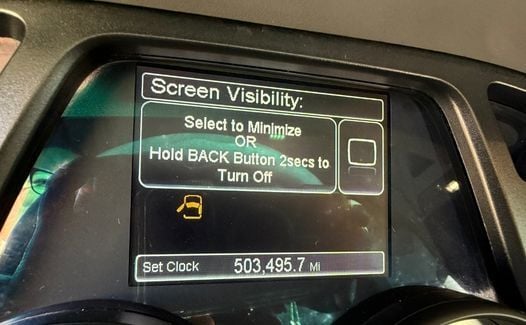 Screen Visibility:
Select to Minimize
OR
Hold BACK Button 2secs to
Turn Off
Set Clock 503,495.7 Mi